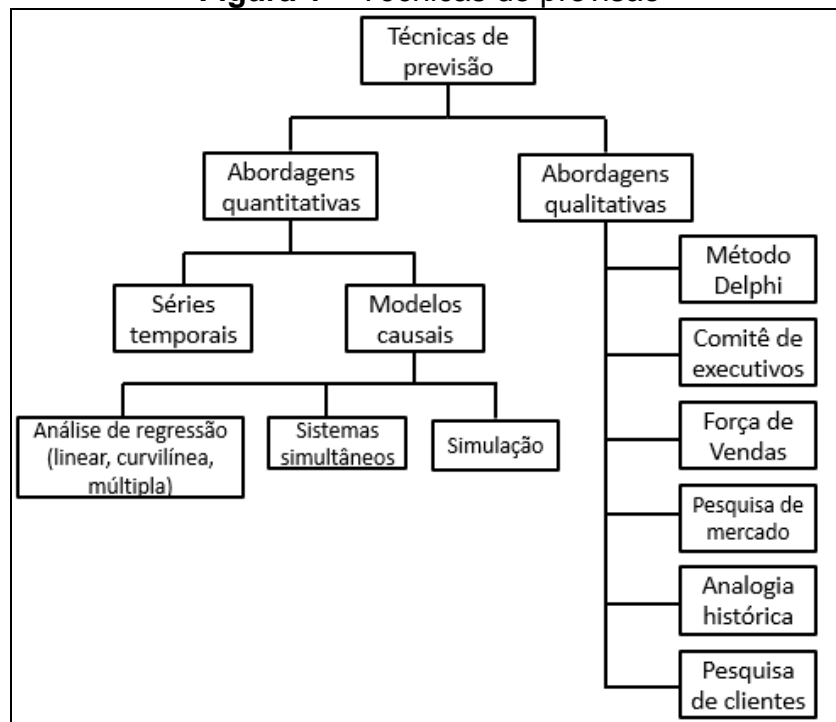 Técnicas de previsão
Técnicas de
previsão
Abordagens
quantitativas
Abordagens
qualitativas
Séries
temporais
Modelos
causais
Análise de regressão
(linear, curvilínea,
múltipla)
Sistemas
simultâneos
Simulação
Método
Delphi
Comitê de
executivos
Força de
Vendas
Pesquisa de
mercado
Analogia
histórica
Pesquisa
de clientes